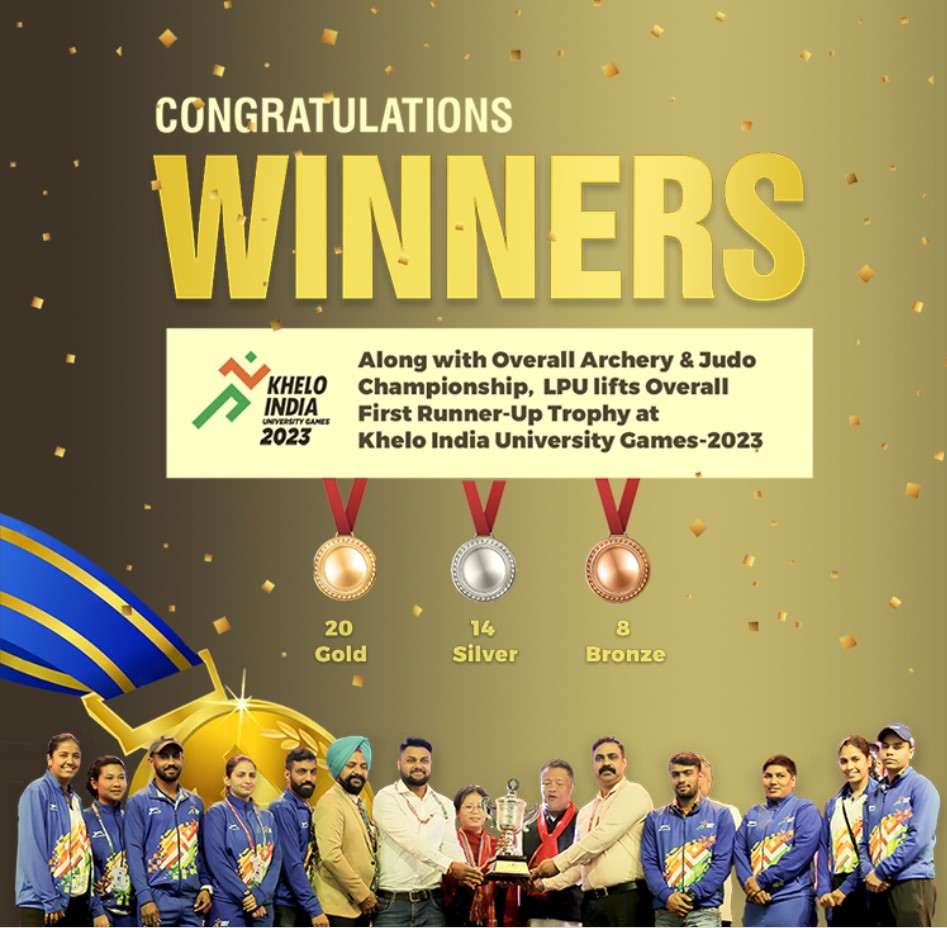 CONGRATULATIONS
WINNERS
KHELO
INDIA
UNIVERSITY GAMES
2023
Along with Overall Archery & Judo
Championship, LPU lifts Overall
First Runner-Up Trophy at
Khelo India University Games-2023
20
Gold
14
Silver
8
Bronze